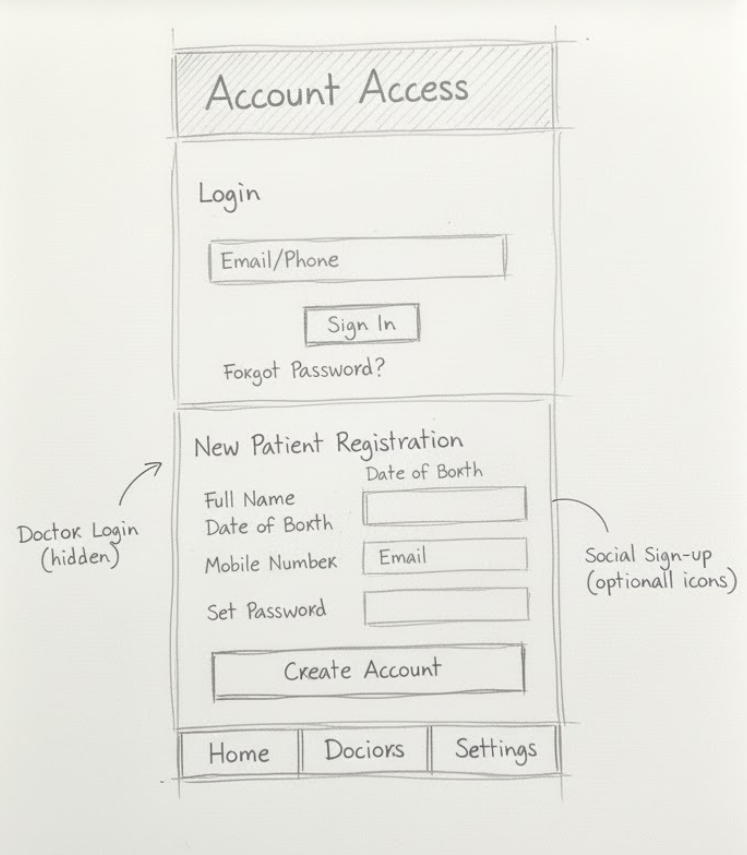 Account Access
Login
Email/Phone
Sign In
Forgot Password?
New Patient Registration
Date of Borth
Full Name
Date of Borth
Mobile Number
Email
Set Password
Create Account
Home
Dociors
Settings
Doctor Login
(hidden)
Social Sign-up
(optionall icons)